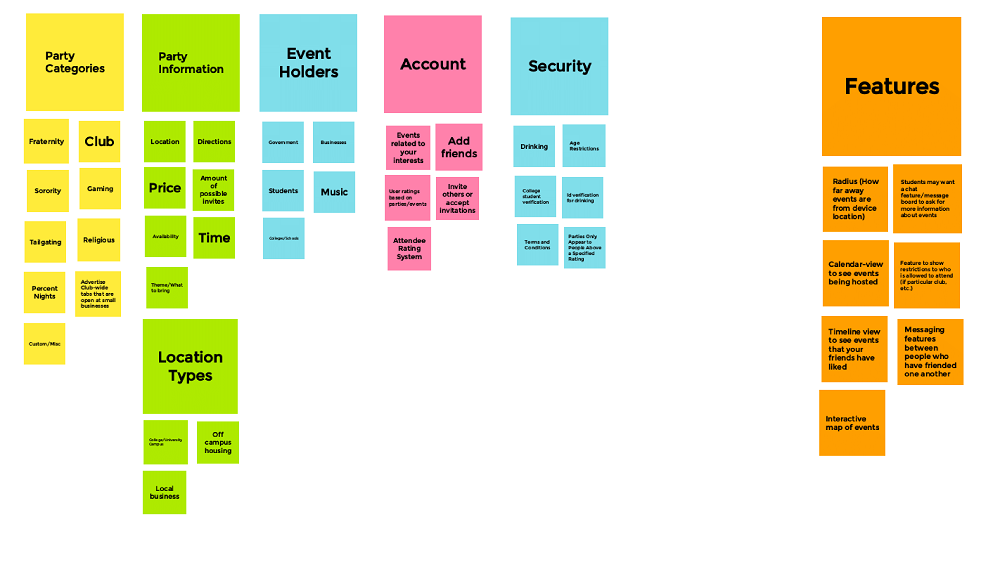 Party
Categories
Fraternity
Club
Sorority
Gaming
Tailgating
Religious
Percent
Nights
Advertise
Club-wide
tabs that are
open at small
businesses
Custom/Misc
Party
Information
Location
Directions
Price
Amount
of
possible
invites
Availability
Time
Theme/What
to bring
Location
Types
College/University
Campus
Off
campus
housing
Local
business
Event
Holders
Government
Businesses
Students
Music
Colleges/Schools
Account
Events
related to
your
interests
Add
friends
User ratings
based on
parties/events
Invite
others or
accept
invitations
Attendee
Rating
System
Security
Drinking
Age
Restrictions
College
student
verification
Id verification
for drinking
Terms and
Conditions
Parties Only
Appear to
People Above
a Specified
Rating
Features
Radius (How
far away
events are
from device
location)
Students may want
a chat
feature/message
board to ask for
more information
about events
Calendar-view
to see events
being hosted
Feature to show
restrictions to who
is allowed to attend
(if particular club,
etc.)
Timeline view
to see events
that your
friends have
liked
Messaging
features
between
people who
have friended
one another
Interactive
map of events